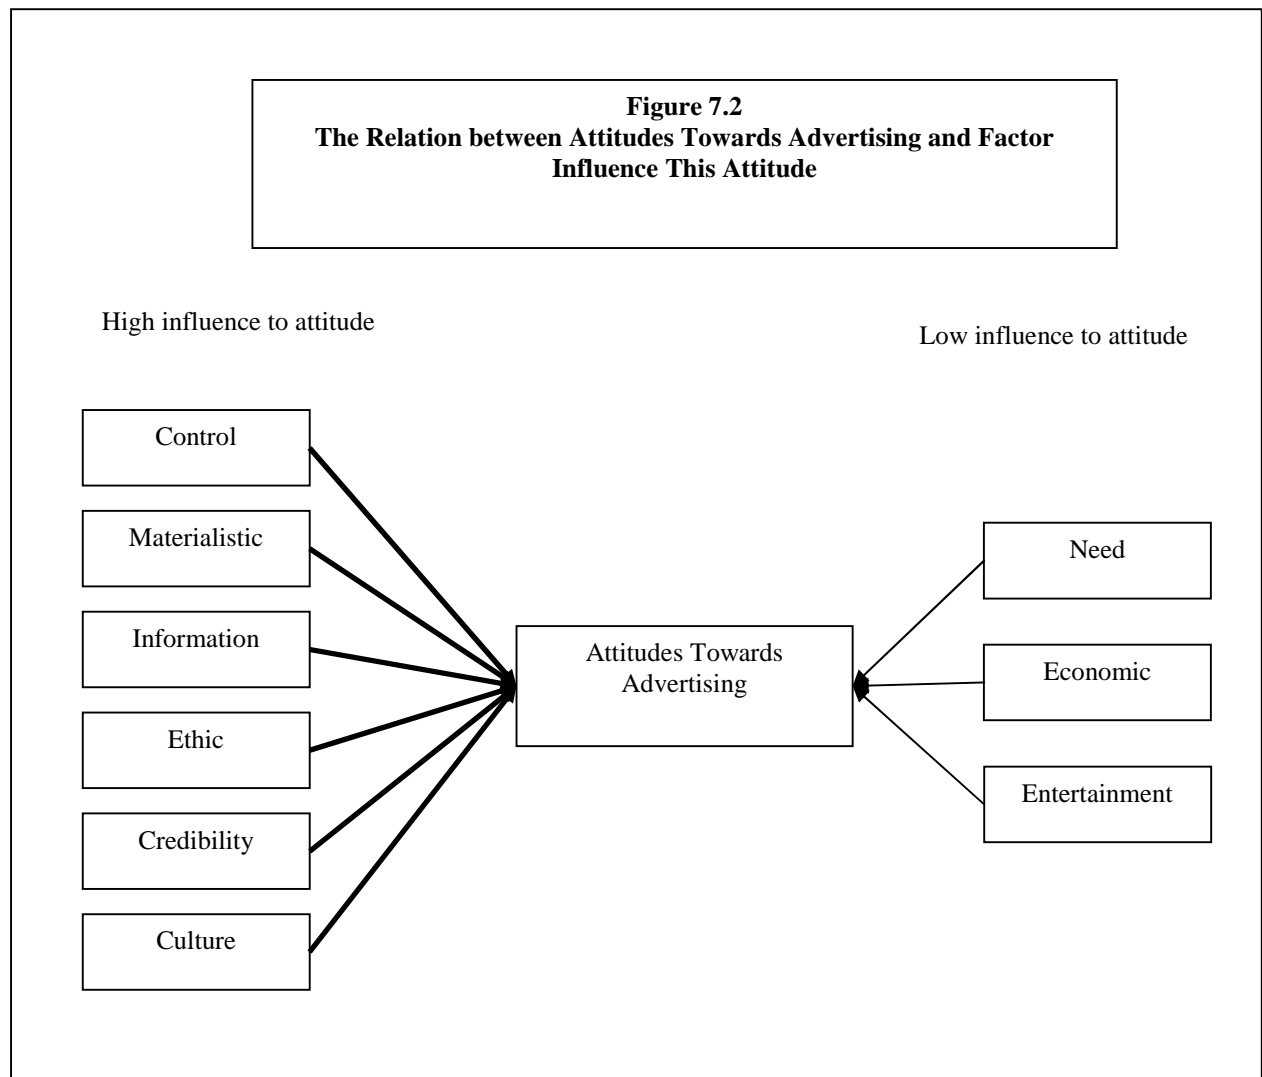 Figure 7.2
The Relation between Attitudes Towards Advertising and Factor
Influence This Attitude
High influence to attitude
Low influence to attitude
Control
Materialistic
Information
Ethic
Credibility
Culture
Attitudes Towards
Advertising
Need
Economic
Entertainment